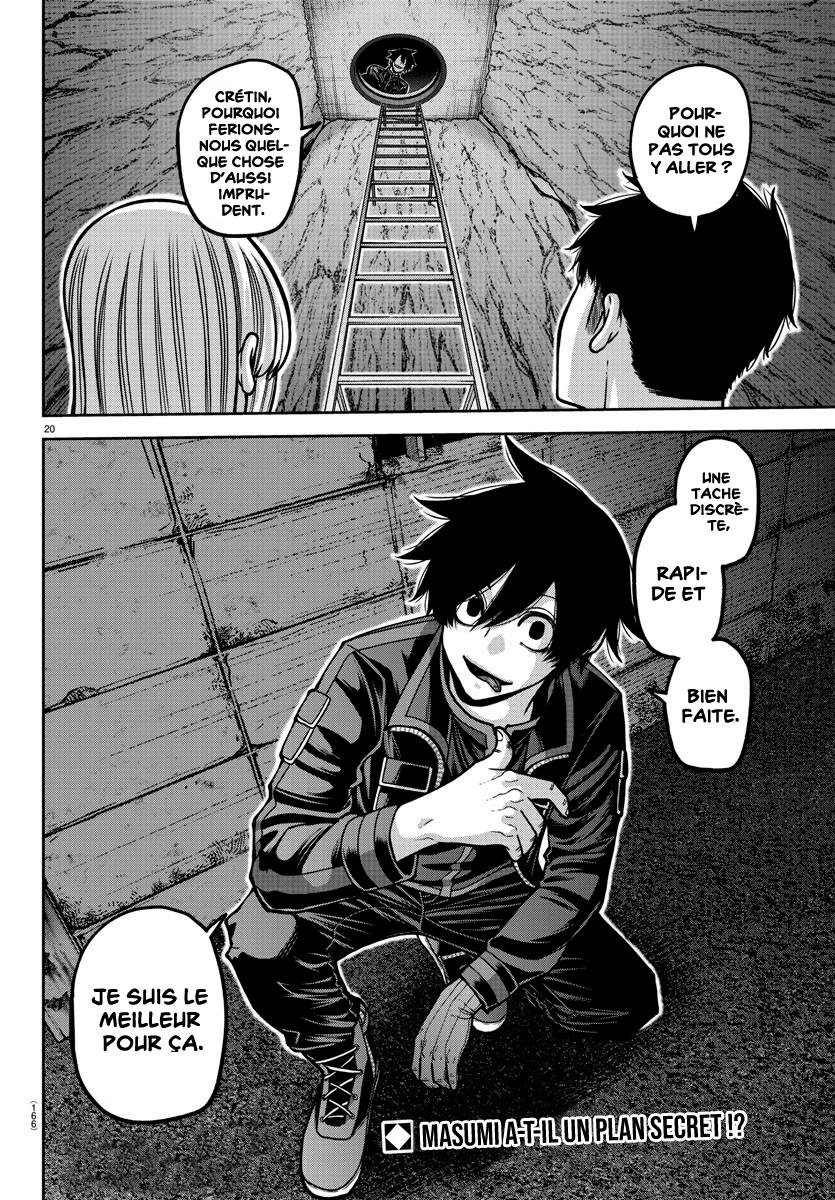 POUR-
QUOI NE
PAS TOUS
Y ALLER ?
CRÉTIN,
POURQUOI
FERIONS-
NOUS QUEL-
QUE CHOSE
D'AUSSI
IMPRU-
DENT.
20
UNE
TACHE
DISCRÈ-
TE,
RAPI-
DE ET
BIEN
FAITE.
JE SUIS LE
MEILLEUR
POUR ÇA.
MASUMI A-T-IL UN PLAN SECRET !?
(166)